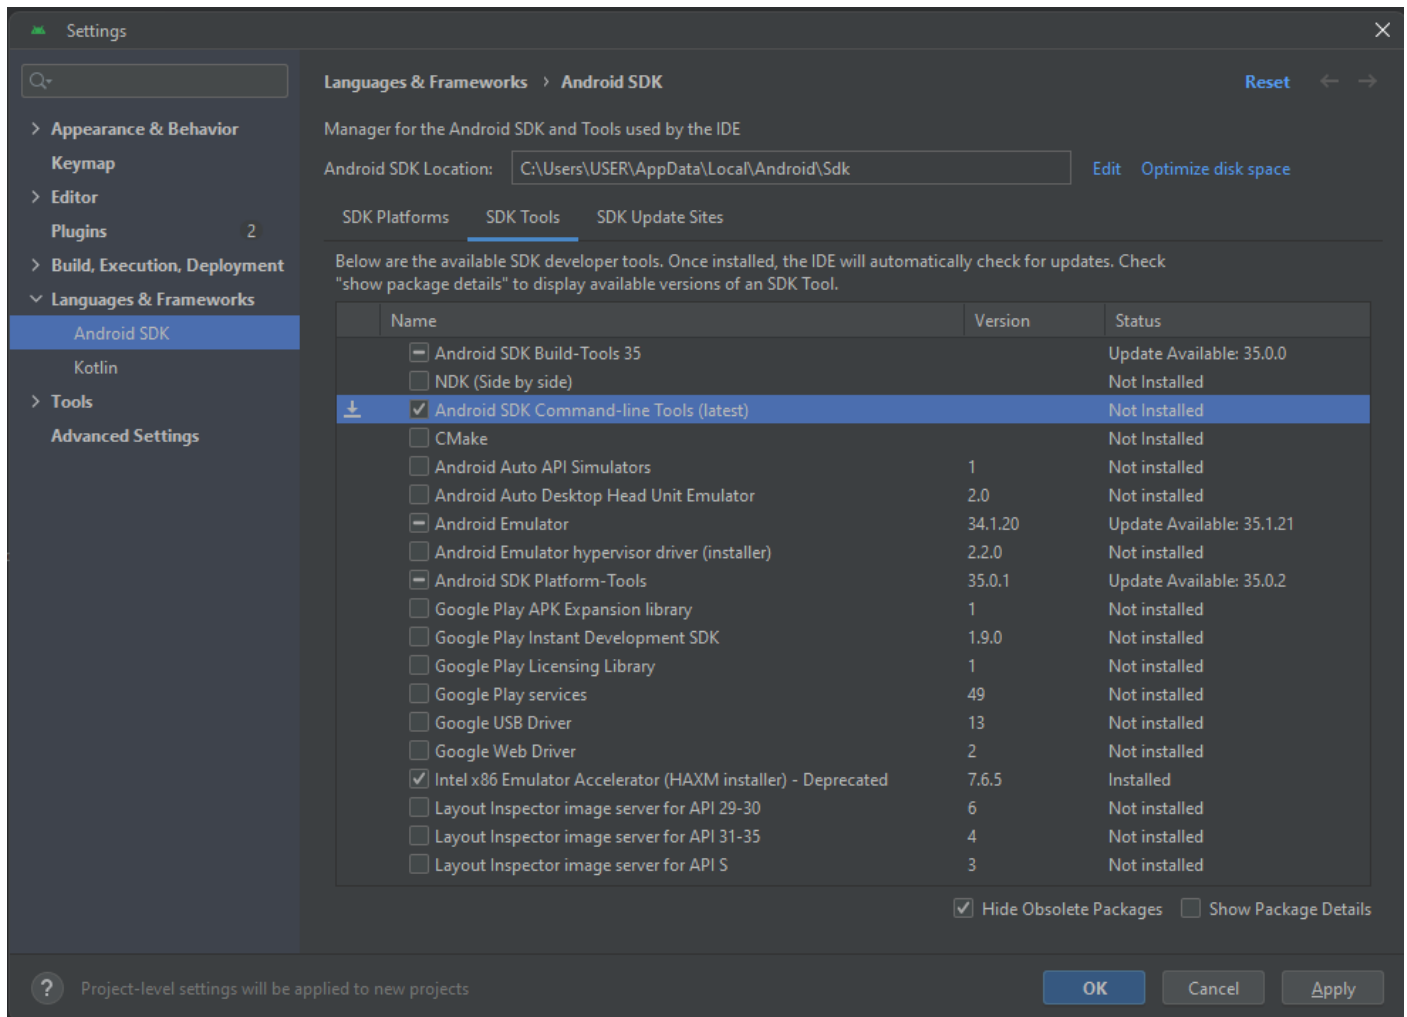 Settings
Languages & Frameworks › Android SDK
Reset
Appearance & Behavior
Keymap
Editor
Plugins 2
Build, Execution, Deployment
Languages & Frameworks
Android SDK
Kotlin
Tools
Advanced Settings
Manager for the Android SDK and Tools used by the IDE
Android SDK Location: C:\Users\USER\AppData\Local\Android\Sdk Edit Optimize disk space
SDK Platforms SDK Tools SDK Update Sites
Below are the available SDK developer tools. Once installed, the IDE will automatically check for updates. Check
"show package details" to display available versions of an SDK Tool.
Name Version Status
Android SDK Build-Tools 35 Update Available: 35.0.0
NDK (Side by side) Not Installed
Android SDK Command-line Tools (latest) Not Installed
CMake Not Installed
Android Auto API Simulators 1 Not installed
Android Auto Desktop Head Unit Emulator 2.0 Not installed
Android Emulator 34.1.20 Update Available: 35.1.21
Android Emulator hypervisor driver (installer) 2.2.0 Not installed
Android SDK Platform-Tools 35.0.1 Update Available: 35.0.2
Google Play APK Expansion library 1 Not installed
Google Play Instant Development SDK 1.9.0 Not installed
Google Play Licensing Library 1 Not installed
Google Play services 49 Not installed
Google USB Driver 13 Not installed
Google Web Driver 2 Not installed
Intel x86 Emulator Accelerator (HAXM installer) - Deprecated 7.6.5 Installed
Layout Inspector image server for API 29-30 6 Not installed
Layout Inspector image server for API 31-35 4 Not installed
Layout Inspector image server for API S 3 Not installed
Hide Obsolete Packages Show Package Details
? Project-level settings will be applied to new projects
OK Cancel Apply